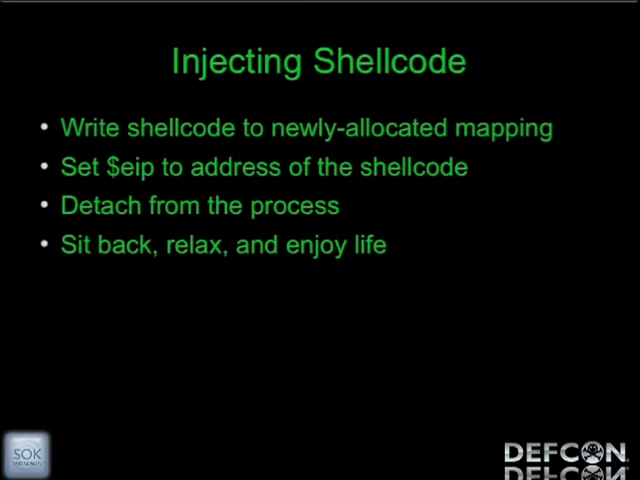 Injecting Shellcode
• Write shellcode to newly-allocated mapping
• Set $eip to address of the shellcode
• Detach from the process
• Sit back, relax, and enjoy life
SOK
DEFCON